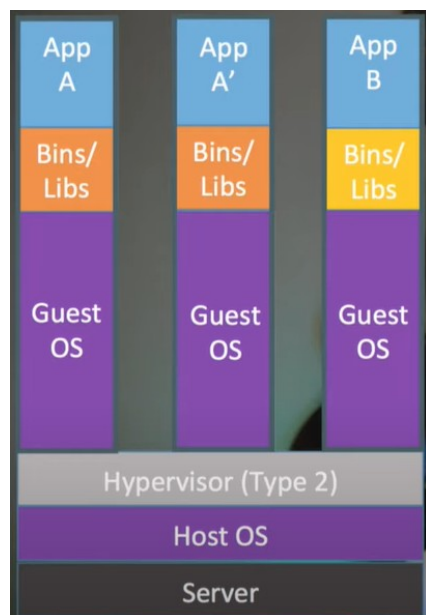 App
A
App
A’
App
B
Bins/
Libs
Bins/
Libs
Bins/
Libs
Guest
OS
Guest
OS
Guest
OS
Hypervisor (Type 2)
Host OS
Server